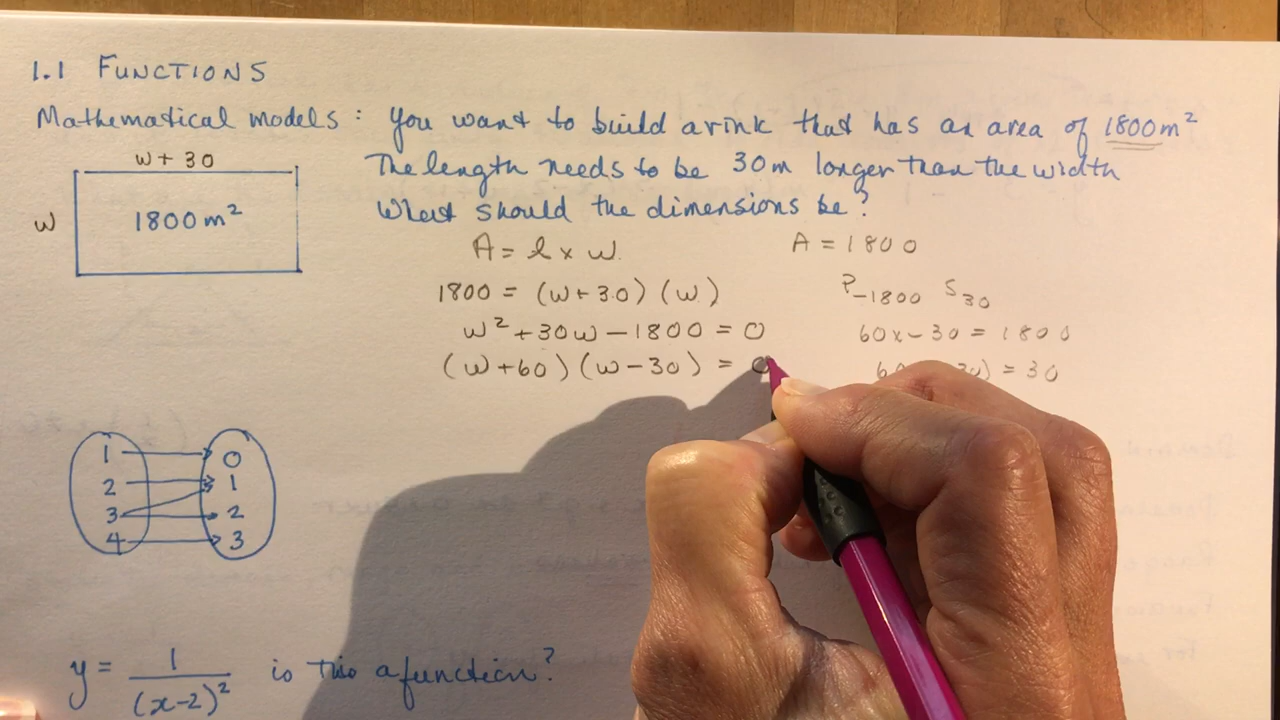 1.1 FUNCTIONS
Mathematical models: You want to build a rink that has an area of 1800m²
The length needs to be 30m longer than the width
What should the dimensions be?
w+30
w
1800m²
A = l x w.
1800 = (w+30) (w)
w² + 30w - 1800 = 0
(w+60) (w-30) = 0
A = 1800
P-1800 S30
60x-30 = 1800
= 30
1 0
2 1
3 2
4 3
y = 1/(x-2)² is this a function?